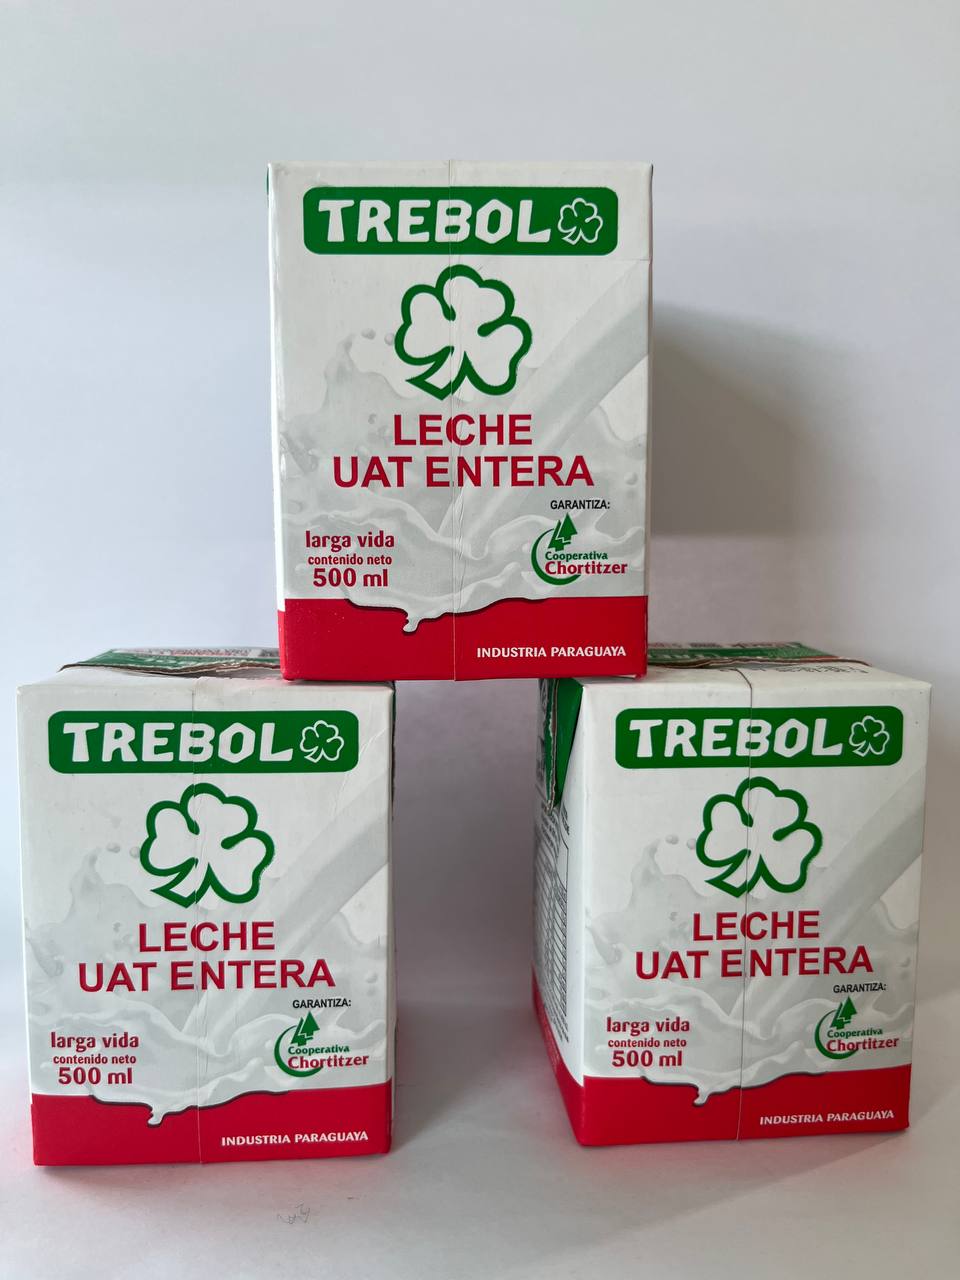 TREBOL
LECHE
UAT ENTERA
GARANTIZA:
larga vida
contenido neto
500 ml
Cooperativa
Chortitzer
INDUSTRIA PARAGUAYA
TREBOL
LECHE
UAT ENTERA
GARANTIZA:
larga vida
contenido neto
500 ml
Cooperativa
Chortitzer
INDUSTRIA PARAGUAYA
TREBOL
LECHE
UAT ENTERA
GARANTIZA:
larga vida
contenido neto
500 ml
Cooperativa
Chortitzer
INDUSTRIA PARAGUAYA